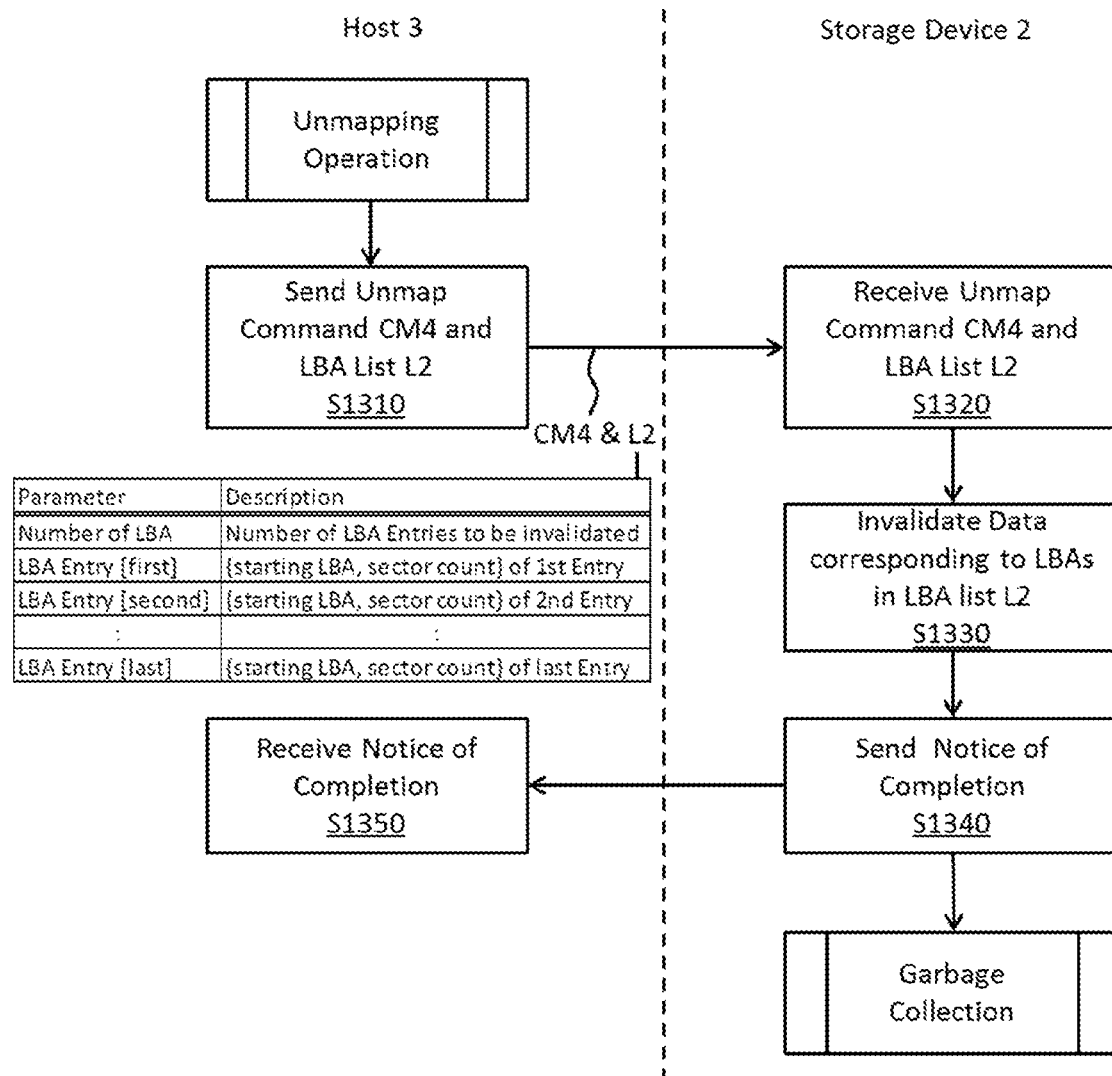 Host 3
Storage Device 2
Unmapping
Operation
Send Unmap
Command CM4 and
LBA List L2
S1310
Receive Unmap
Command CM4 and
LBA List L2
S1320
CM4 & L2
Parameter Description
Number of LBA Number of LBA Entries to be invalidated
LBA Entry [first] {starting LBA, sector count} of 1st Entry
LBA Entry [second] {starting LBA, sector count} of 2nd Entry
: :
LBA Entry [last] {starting LBA, sector count} of last Entry
Invalidate Data
corresponding to LBAs
in LBA list L2
S1330
Receive Notice of
Completion
S1350
Send Notice of
Completion
S1340
Garbage
Collection